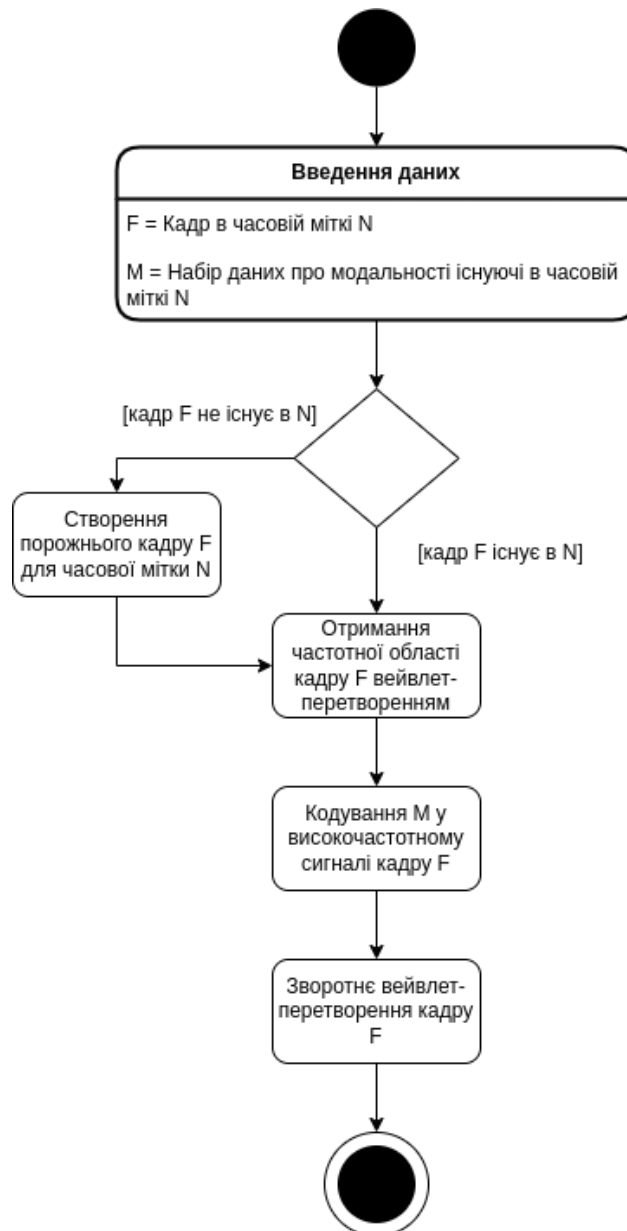 Введення даних
F = Кадр в часовій мітці N
M = Набір даних про модальності існуючі в часовій
міткі N
[кадр F не існує в N]
Створення
порожнього кадру F
для часової мітки N
[кадр F існує в N]
Отримання
частотної області
кадру F вейвлет-
перетворенням
Кодування M у
високочастотному
сигналі кадру F
Зворотнє вейвлет-
перетворення кадру
F